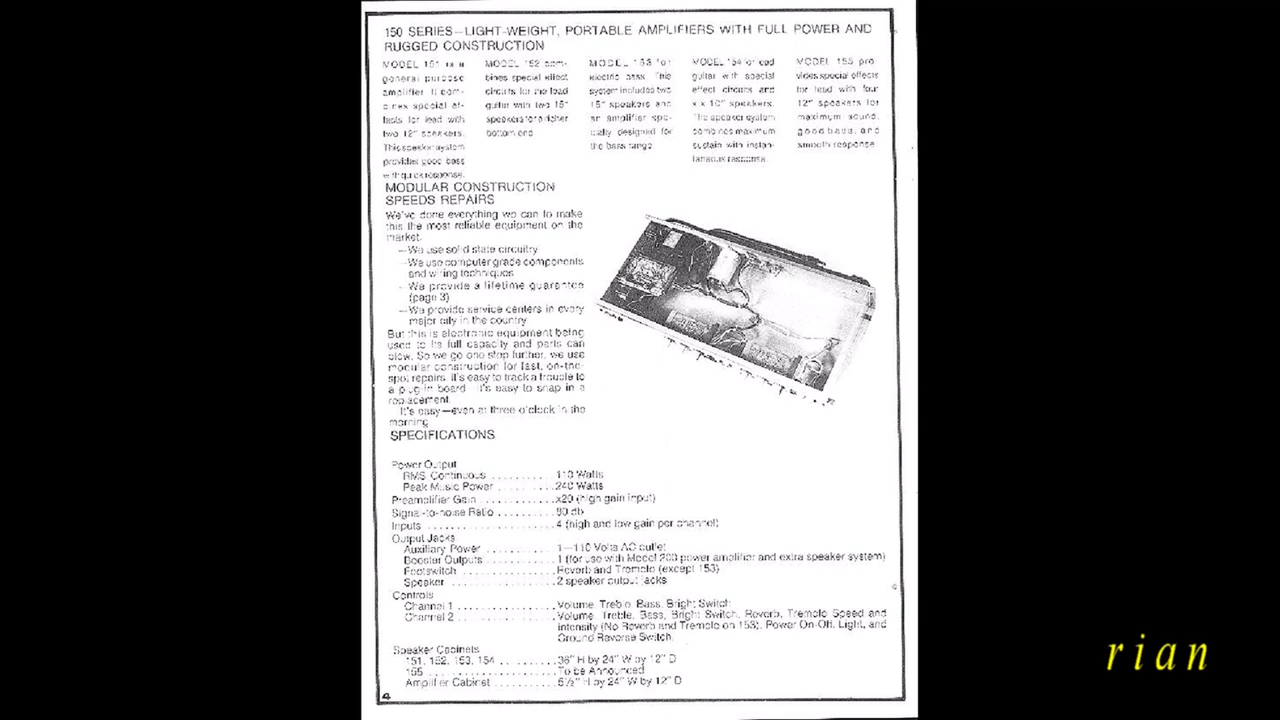 150 SERIES—LIGHT-WEIGHT, PORTABLE AMPLIFIERS WITH FULL POWER AND
RUGGED CONSTRUCTION
MODEL 151 is a
general purpose
amplifier. It com-
bines special ef-
fects for lead with
two 12" speakers.
This speaker system
provides good bass
with quick response.
MODEL 152 com-
bines special effect
circuits for the lead
guitar with two 15"
speakers for a richer
bottom end.
MODEL 153 for
electric bass. This
system includes two
15" speakers and
an amplifier spe-
cially designed for
the bass range.
MODEL 154 for lead
guitar with special
effect circuits and
six 10" speakers.
The speaker system
combines maximum
sustain with instan-
taneous response.
MODEL 155 pro-
vides special effects
for lead with four
12" speakers for
maximum sound,
good bass, and
smooth response.
MODULAR CONSTRUCTION
SPEEDS REPAIRS
We've done everything we can to make
this the most reliable equipment on the
market.
—We use solid state circuitry
—We use computer grade components
and wiring techniques
—We provide a lifetime guarantee
(page 3)
—We provide service centers in every
major city in the country
But this is electronic equipment being
used to its full capacity and parts can
blow. So we go one step further, we use
modular construction for fast, on-the-
spot repairs. It's easy to track a trouble to
a plug-in board—it's easy to snap in a
replacement.
It's easy—even at three o'clock in the
morning.
SPECIFICATIONS
Power Output
RMS Continuous . . . . . . . . . . 110 Watts
Peak Music Power . . . . . . . . . 240 Watts
Preamplifier Gain . . . . . . . . . . . x20 (high gain input)
Signal-to-noise Ratio . . . . . . . . . 80 db
Inputs . . . . . . . . . . . . . . . . . . . . 4 (high and low gain per channel)
Output Jacks
Auxiliary Power . . . . . . . . . . . 1—110 Volts AC outlet
Booster Outputs . . . . . . . . . . . 1 (for use with Model 200 power amplifier and extra speaker system)
Footswitch . . . . . . . . . . . . . . . Reverb and Tremolo (except 153)
Speaker . . . . . . . . . . . . . . . . . 2 speaker output jacks
Controls
Channel 1 . . . . . . . . . . . . . . . . Volume, Treble, Bass, Bright Switch
Channel 2 . . . . . . . . . . . . . . . . Volume, Treble, Bass, Bright Switch, Reverb, Tremolo Speed and
Intensity (No Reverb and Tremolo on 153). Power On-Off, Light, and
Ground Reverse Switch.
Speaker Cabinets
151, 152, 153, 154 . . . . . . . . . 36" H by 24" W by 12" D
155 . . . . . . . . . . . . . . . . . . . . . To be Announced
Amplifier Cabinet . . . . . . . . . . 5½" H by 24" W by 12" D
4
rian